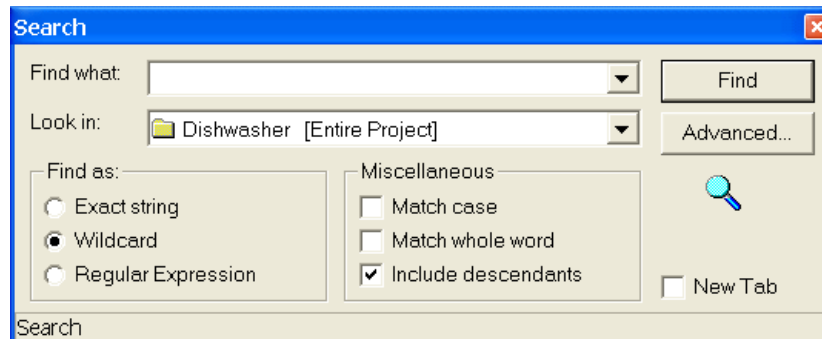 Search
Find what:
Find
Look in:
Dishwasher [Entire Project]
Advanced...
Find as:
Exact string
Wildcard
Regular Expression
Miscellaneous
Match case
Match whole word
Include descendants
New Tab
Search